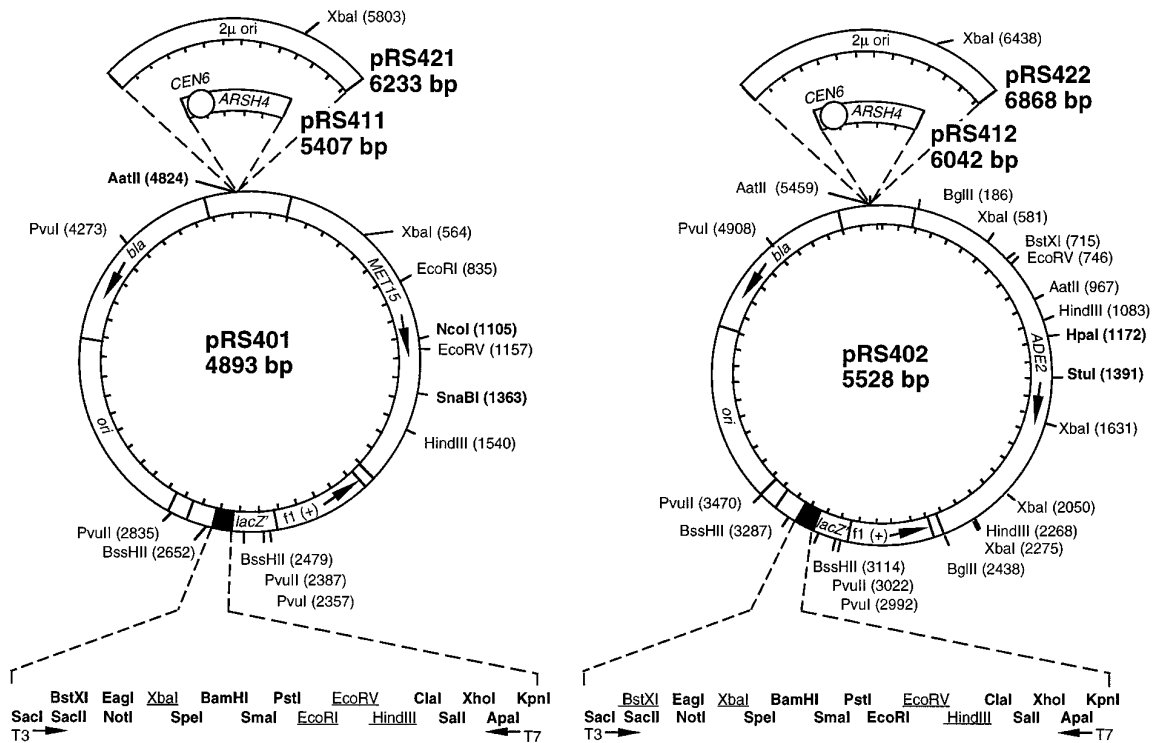 XbaI (5803)
2μ ori
pRS421
6233 bp
CEN6
ARSH4
pRS411
5407 bp
AatII (4824)
PvuI (4273)
bla
XbaI (564)
MET15
EcoRI (835)
NcoI (1105)
EcoRV (1157)
SnaBI (1363)
HindIII (1540)
pRS401
4893 bp
ori
PvuII (2835)
BssHII (2652)
lacZ'
f1 (+)
BssHII (2479)
PvuII (2387)
PvuI (2357)
BstXI EagI XbaI BamHI PstI EcoRV ClaI XhoI KpnI
SacI SacII NotI SpeI SmaI EcoRI HindIII SalI ApaI
T3 T7
XbaI (6438)
2μ ori
pRS422
6868 bp
CEN6
ARSH4
pRS412
6042 bp
AatII (5459)
BglII (186)
PvuI (4908)
bla
XbaI (581)
BstXI (715)
EcoRV (746)
AatII (967)
HindIII (1083)
HpaI (1172)
ADE2
StuI (1391)
XbaI (1631)
pRS402
5528 bp
ori
XbaI (2050)
HindIII (2268)
XbaI (2275)
BglII (2438)
PvuII (3470)
BssHII (3287)
lacZ'
f1 (+)
BssHII (3114)
PvuII (3022)
PvuI (2992)
BstXI EagI XbaI BamHI PstI EcoRV ClaI XhoI KpnI
SacI SacII NotI SpeI SmaI EcoRI HindIII SalI ApaI
T3 T7